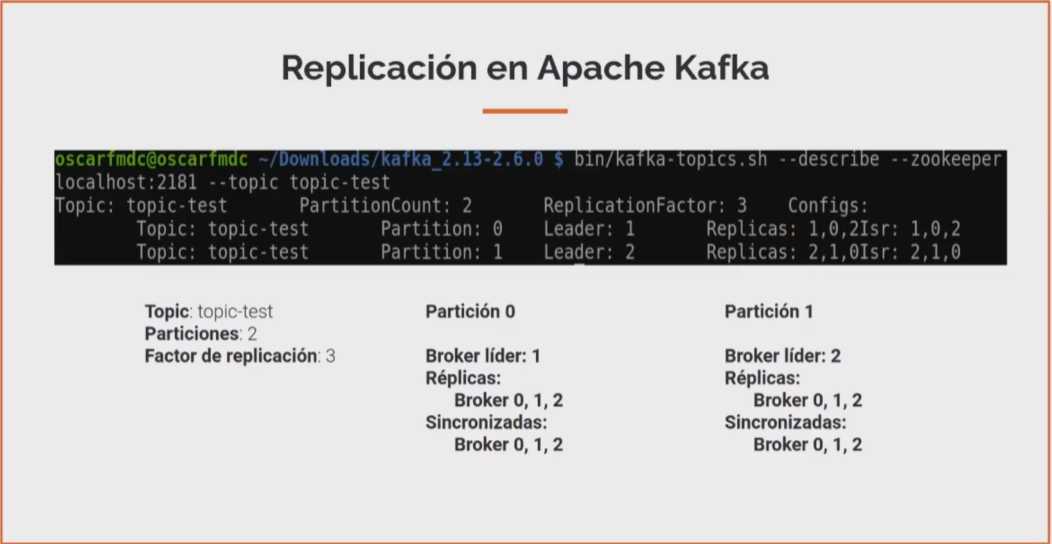 Replicación en Apache Kafka
oscarfmdc@oscarfmdc ~/Downloads/kafka_2.13-2.6.0 $ bin/kafka-topics.sh --describe --zookeeper
localhost:2181 --topic topic-test
Topic: topic-test PartitionCount: 2 ReplicationFactor: 3 Configs:
Topic: topic-test Partition: 0 Leader: 1 Replicas: 1,0,2Isr: 1,0,2
Topic: topic-test Partition: 1 Leader: 2 Replicas: 2,1,0Isr: 2,1,0
Topic: topic-test
Particiones: 2
Factor de replicación: 3
Partición 0
Broker líder: 1
Réplicas:
Broker 0, 1, 2
Sincronizadas:
Broker 0, 1, 2
Partición 1
Broker líder: 2
Réplicas:
Broker 0, 1, 2
Sincronizadas:
Broker 0, 1, 2